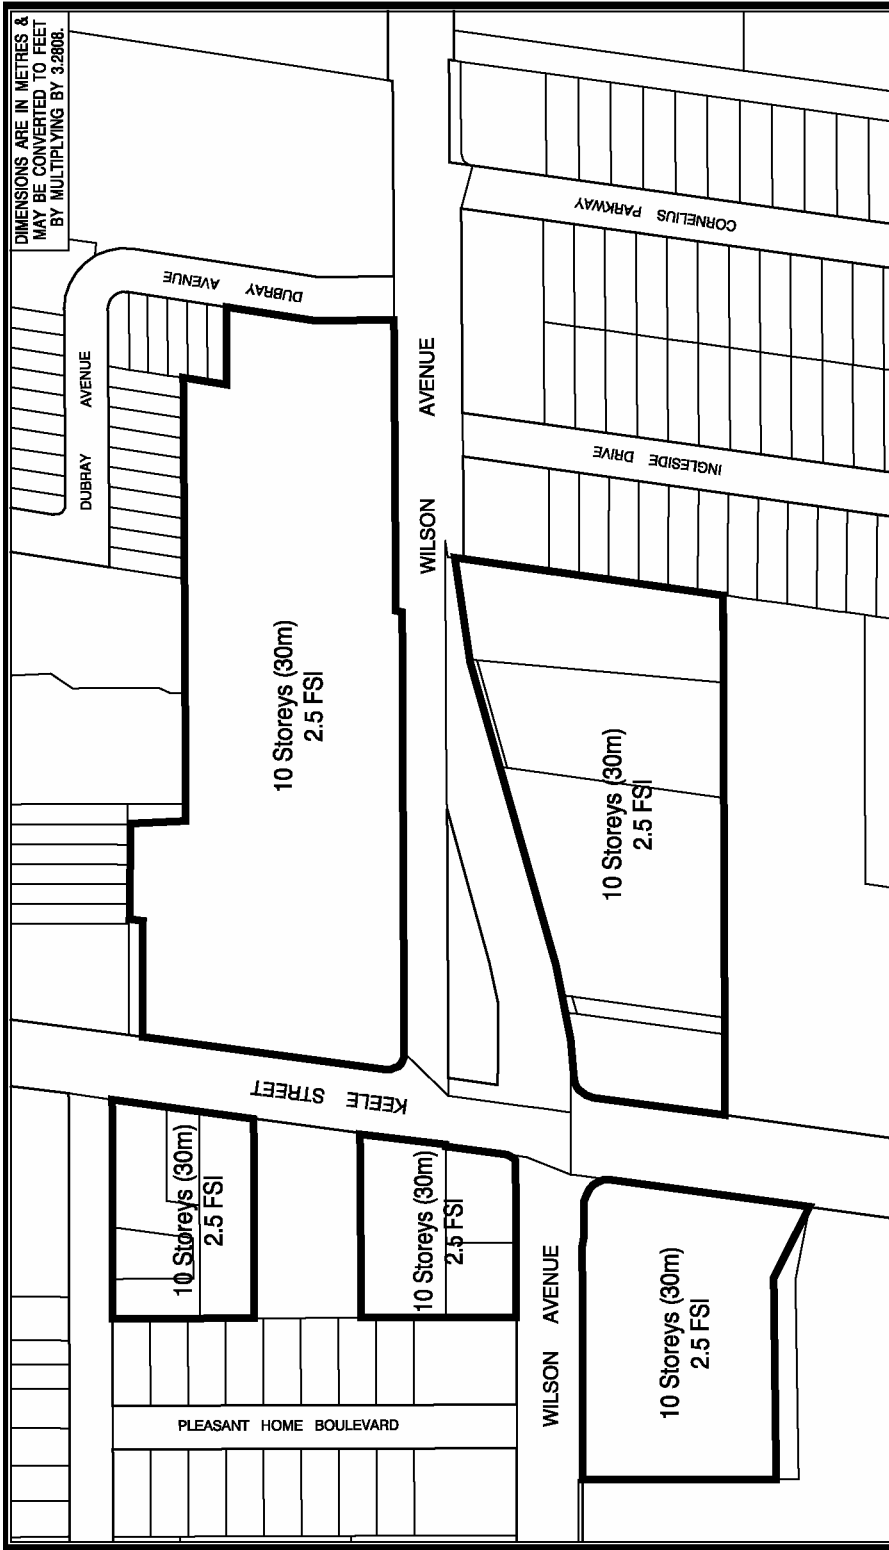 DIMENSIONS ARE IN METRES &
MAY BE CONVERTED TO FEET
BY MULTIPLYING BY 3.2808.
DUBRAY AVENUE
DUBRAY AVENUE
CORNELIUS PARKWAY
WILSON AVENUE
INGLESIDE DRIVE
10 Storeys (30m)
2.5 FSI
10 Storeys (30m)
2.5 FSI
KEELE STREET
10 Storeys (30m)
2.5 FSI
10 Storeys (30m)
2.5 FSI
10 Storeys (30m)
2.5 FSI
WILSON AVENUE
PLEASANT HOME BOULEVARD